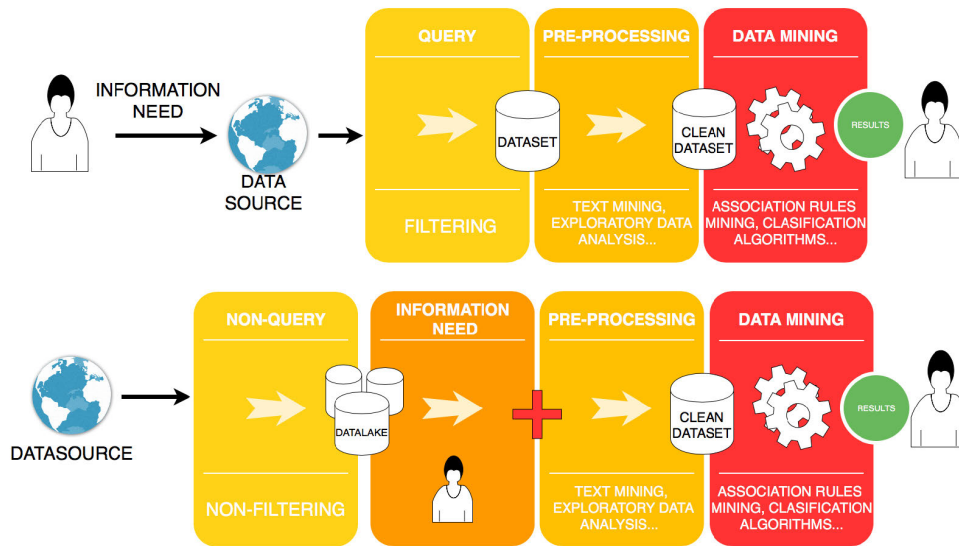 QUERY
PRE-PROCESSING
DATA MINING
INFORMATION
NEED
DATASET
CLEAN
DATASET
RESULTS
DATA
SOURCE
FILTERING
TEXT MINING,
EXPLORATORY DATA
ANALYSIS...
ASSOCIATION RULES
MINING, CLASIFICATION
ALGORITHMS...
NON-QUERY
INFORMATION
NEED
PRE-PROCESSING
DATA MINING
DATALAKE
CLEAN
DATASET
RESULTS
DATASOURCE
NON-FILTERING
TEXT MINING,
EXPLORATORY DATA
ANALYSIS...
ASSOCIATION RULES
MINING, CLASIFICATION
ALGORITHMS...